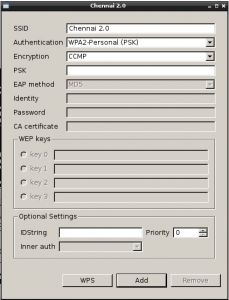 Chennai 2.0
SSID Chennai 2.0
Authentication WPA2-Personal (PSK)
Encryption CCMP
PSK
EAP method MD5
Identity
Password
CA certificate
WEP keys
key 0
key 1
key 2
key 3
Optional Settings
IDString Priority 0
Inner auth
WPS Add Remove